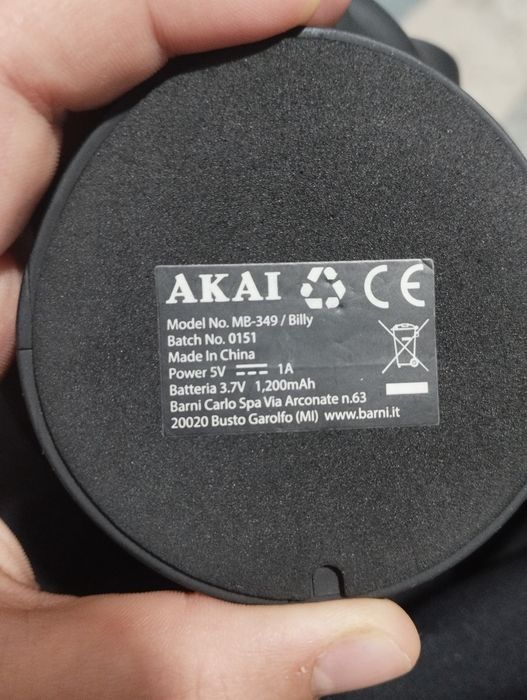 AKAI
Model No. MB-349 / Billy
Batch No. 0151
Made In China
Power 5V 1A
Batteria 3.7V 1,200mAh
Barni Carlo Spa Via Arconate n.63
20020 Busto Garolfo (MI) www.barni.it
CE